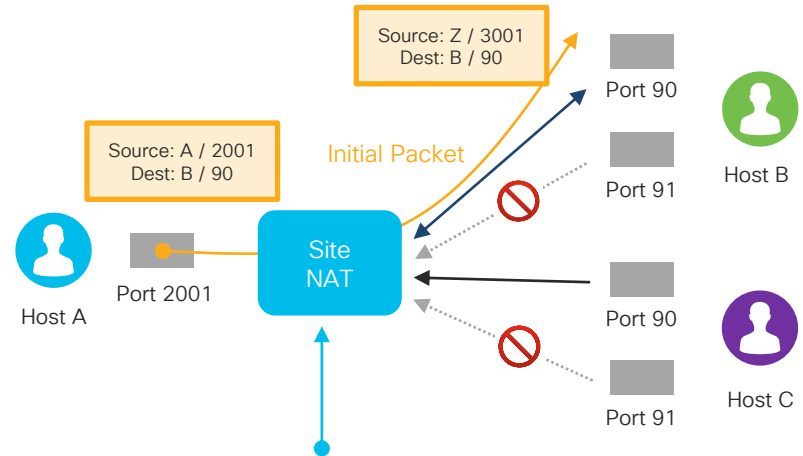 Source: Z / 3001
Dest: B / 90
Port 90
Source: A / 2001
Dest: B / 90
Initial Packet
Port 91
Host B
Site
NAT
Port 2001
Host A
Port 90
Port 91
Host C